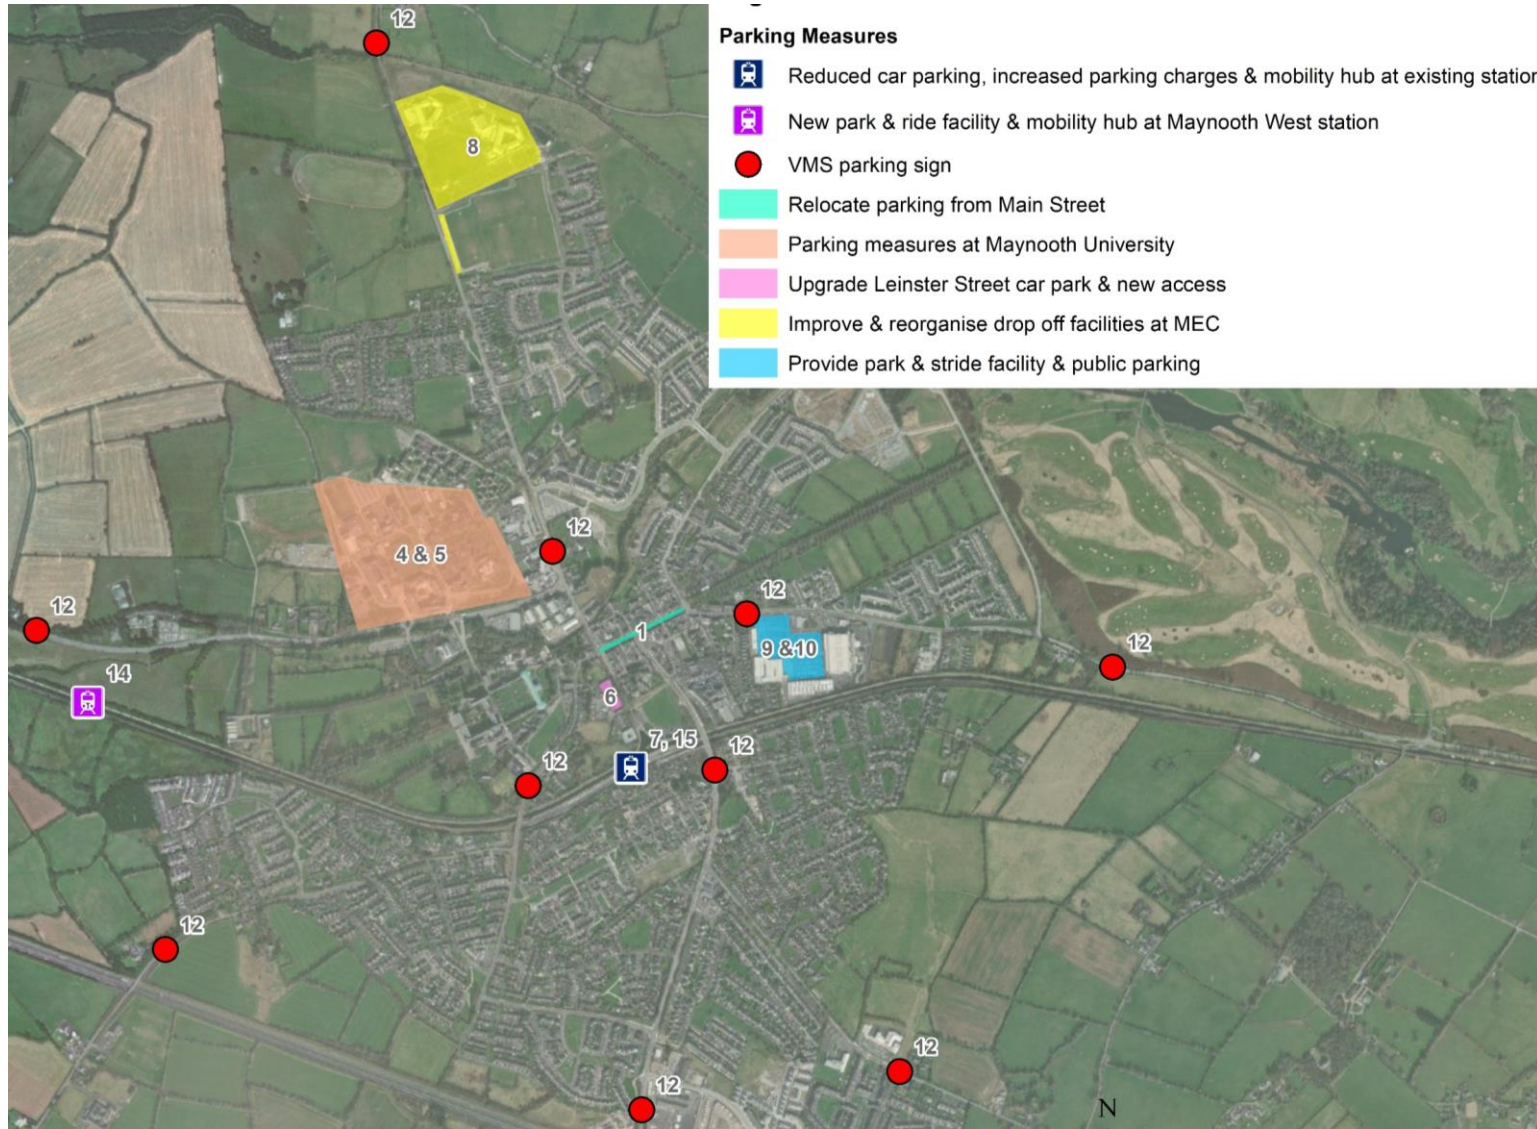 12
Parking Measures
Reduced car parking, increased parking charges & mobility hub at existing station
New park & ride facility & mobility hub at Maynooth West station
VMS parking sign
Relocate parking from Main Street
Parking measures at Maynooth University
Upgrade Leinster Street car park & new access
Improve & reorganise drop off facilities at MEC
Provide park & stride facility & public parking
8
12
4 & 5
12
12
1
9 &10
12
14
6
7, 15
12
12
12
12
12
N